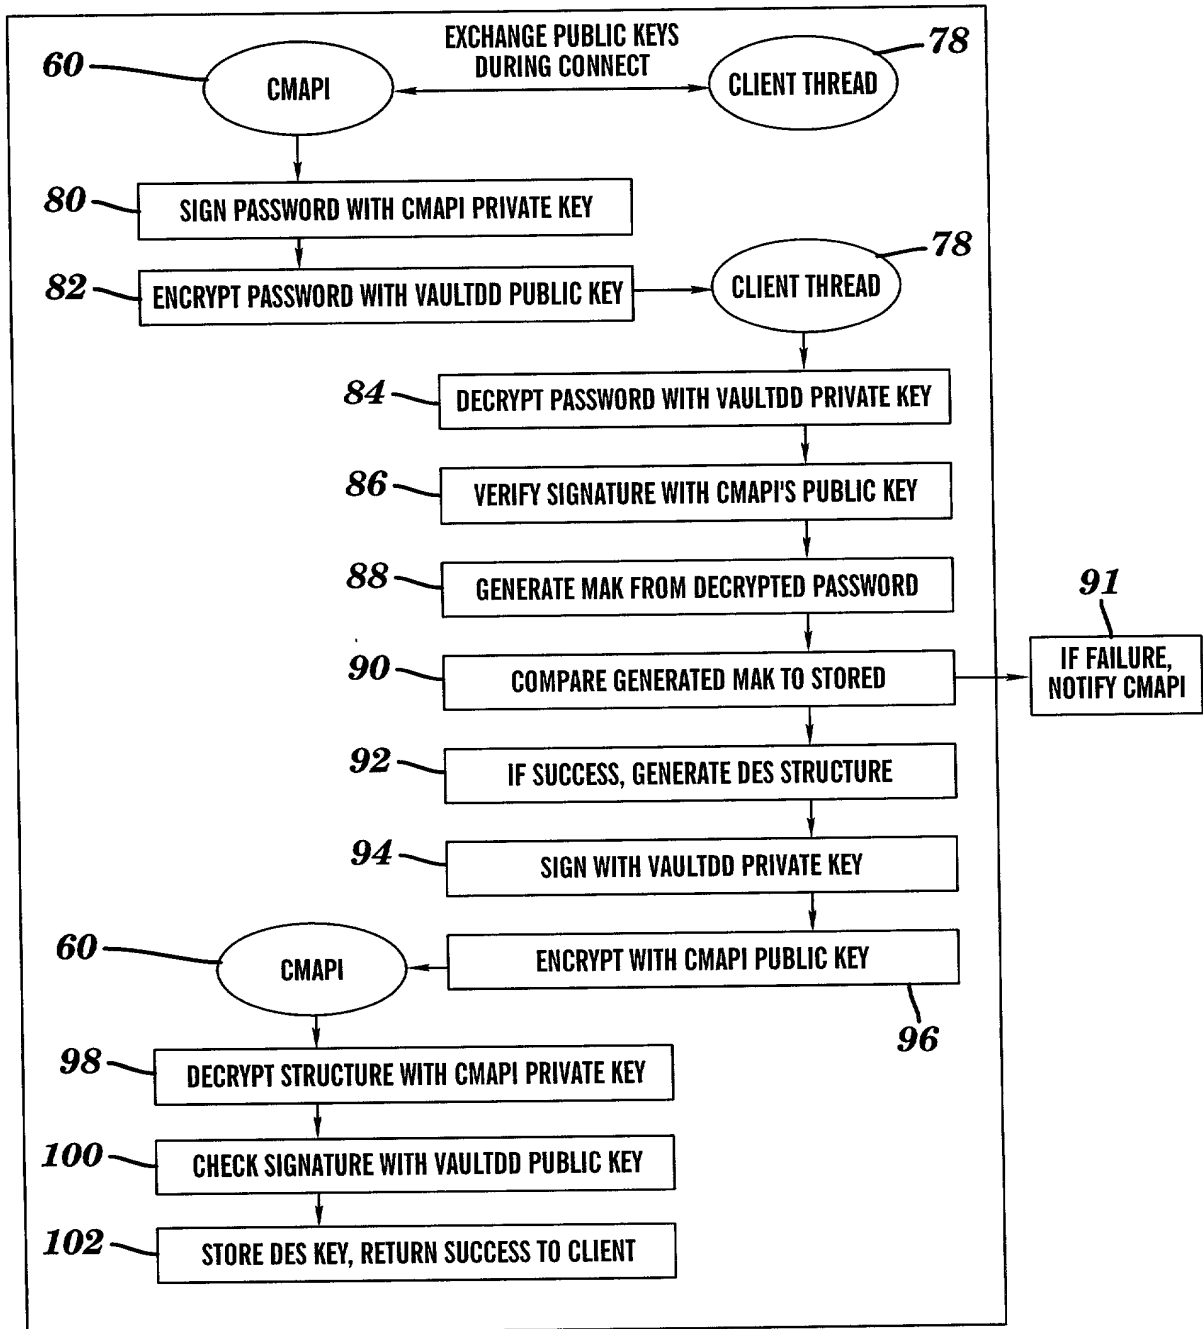 EXCHANGE PUBLIC KEYS
DURING CONNECT
60
CMAPI
CLIENT THREAD
78
80
SIGN PASSWORD WITH CMAPI PRIVATE KEY
82
ENCRYPT PASSWORD WITH VAULTDD PUBLIC KEY
CLIENT THREAD
78
84
DECRYPT PASSWORD WITH VAULTDD PRIVATE KEY
86
VERIFY SIGNATURE WITH CMAPI'S PUBLIC KEY
88
GENERATE MAK FROM DECRYPTED PASSWORD
90
COMPARE GENERATED MAK TO STORED
91
IF FAILURE,
NOTIFY CMAPI
92
IF SUCCESS, GENERATE DES STRUCTURE
94
SIGN WITH VAULTDD PRIVATE KEY
60
CMAPI
ENCRYPT WITH CMAPI PUBLIC KEY
96
98
DECRYPT STRUCTURE WITH CMAPI PRIVATE KEY
100
CHECK SIGNATURE WITH VAULTDD PUBLIC KEY
102
STORE DES KEY, RETURN SUCCESS TO CLIENT